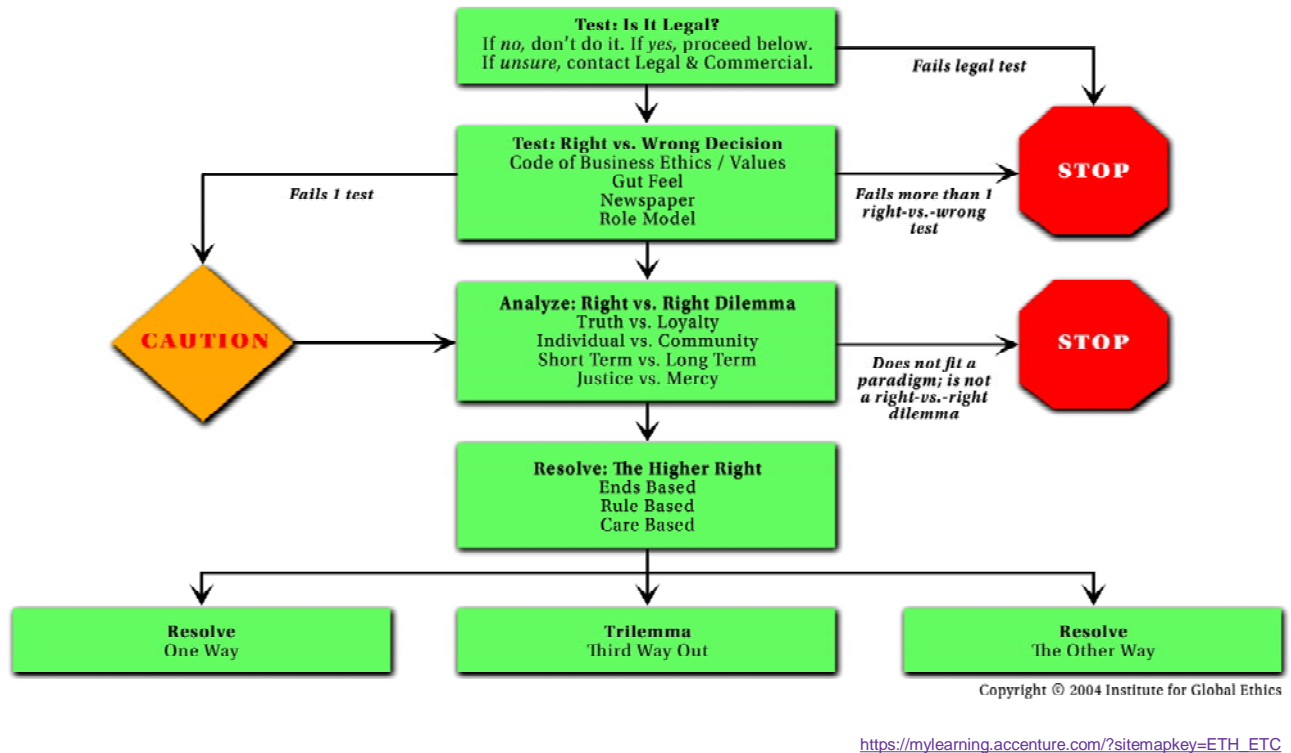 Test: Is It Legal?
If no, don't do it. If yes, proceed below.
If unsure, contact Legal & Commercial.
Fails legal test
STOP
Test: Right vs. Wrong Decision
Code of Business Ethics / Values
Gut Feel
Newspaper
Role Model
Fails 1 test
Fails more than 1
right-vs.-wrong
test
CAUTION
Analyze: Right vs. Right Dilemma
Truth vs. Loyalty
Individual vs. Community
Short Term vs. Long Term
Justice vs. Mercy
STOP
Does not fit a
paradigm; is not
a right-vs.-right
dilemma
Resolve: The Higher Right
Ends Based
Rule Based
Care Based
Resolve
One Way
Trilemma
Third Way Out
Resolve
The Other Way
Copyright © 2004 Institute for Global Ethics
https://mylearning.accenture.com/?sitemapkey=ETH_ETC